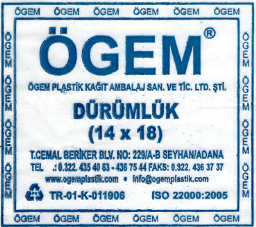 ÖGEM ÖGEM ÖGEM ÖGEM ÖGEM ÖGEM
ÖGEM®
ÖGEM PLASTİK KAĞIT AMBALAJ SAN. VE TİC. LTD. ŞTİ.
DÜRÜMLÜK
(14 x 18)
T.CEMAL BERİKER BLV. NO: 229/A-B SEYHAN/ADANA
TEL .: 0.322. 435 40 63 - 436 75 44 FAKS: 0.322. 436 37 37
www.ogemplastik.com • info@ogemplastik.com
TR-01-K-011906 ISO 22000:2005
ÖGEM ÖGEM ÖGEM ÖGEM ÖGEM ÖGEM